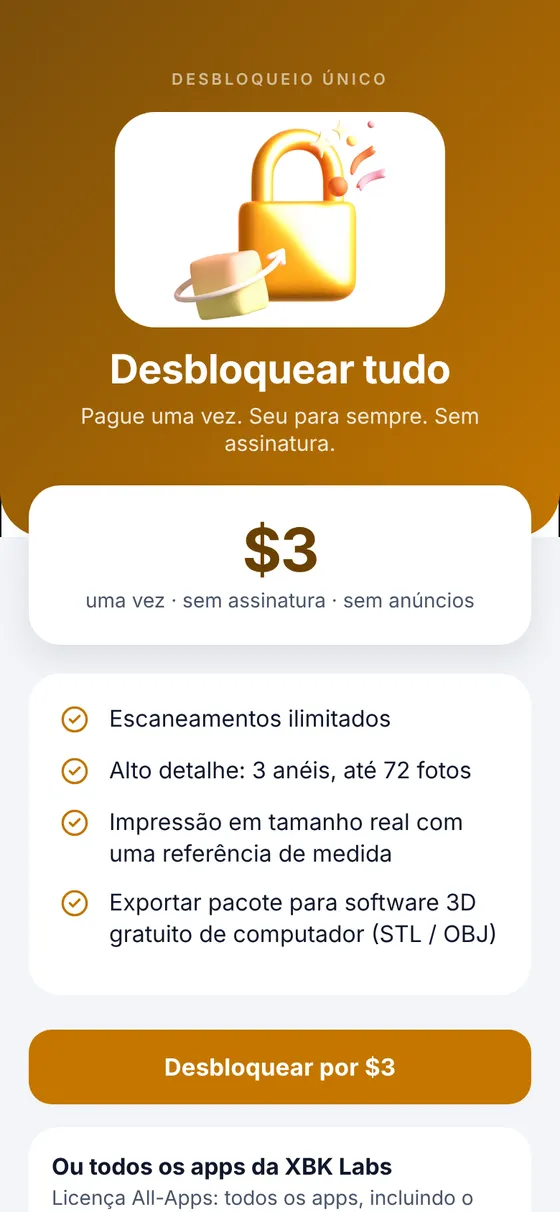 DESBLOQUEIO ÚNICO
Desbloquear tudo
Pague uma vez. Seu para sempre. Sem
assinatura.
$3
uma vez · sem assinatura · sem anúncios
Escaneamentos ilimitados
Alto detalhe: 3 anéis, até 72 fotos
Impressão em tamanho real com
uma referência de medida
Exportar pacote para software 3D
gratuito de computador (STL / OBJ)
Desbloquear por $3
Ou todos os apps da XBK Labs
Licença All-Apps: todos os apps, incluindo o